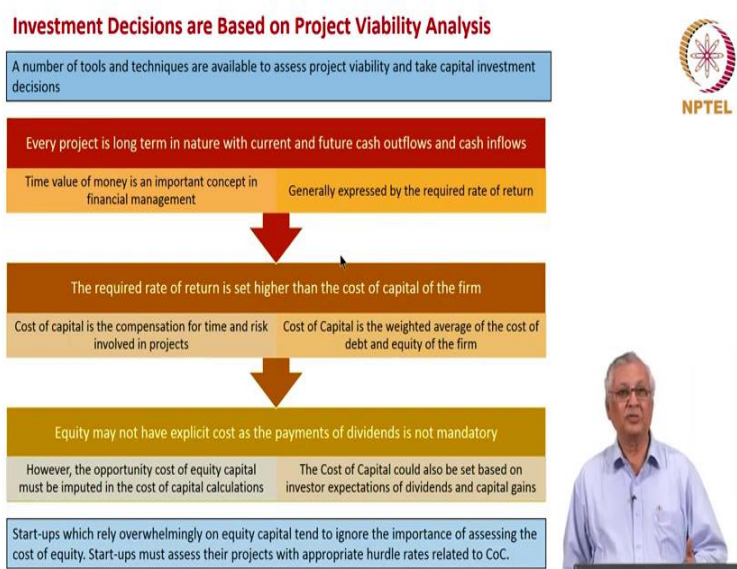 Investment Decisions are Based on Project Viability Analysis
A number of tools and techniques are available to assess project viability and take capital investment
decisions
NPTEL
Every project is long term in nature with current and future cash outflows and cash inflows
Time value of money is an important concept in
financial management
Generally expressed by the required rate of return
The required rate of return is set higher than the cost of capital of the firm
Cost of capital is the compensation for time and risk
involved in projects
Cost of Capital is the weighted average of the cost of
debt and equity of the firm
Equity may not have explicit cost as the payments of dividends is not mandatory
However, the opportunity cost of equity capital
must be imputed in the cost of capital calculations
The Cost of Capital could also be set based on
investor expectations of dividends and capital gains
Start-ups which rely overwhelmingly on equity capital tend to ignore the importance of assessing the
cost of equity. Start-ups must assess their projects with appropriate hurdle rates related to CoC.